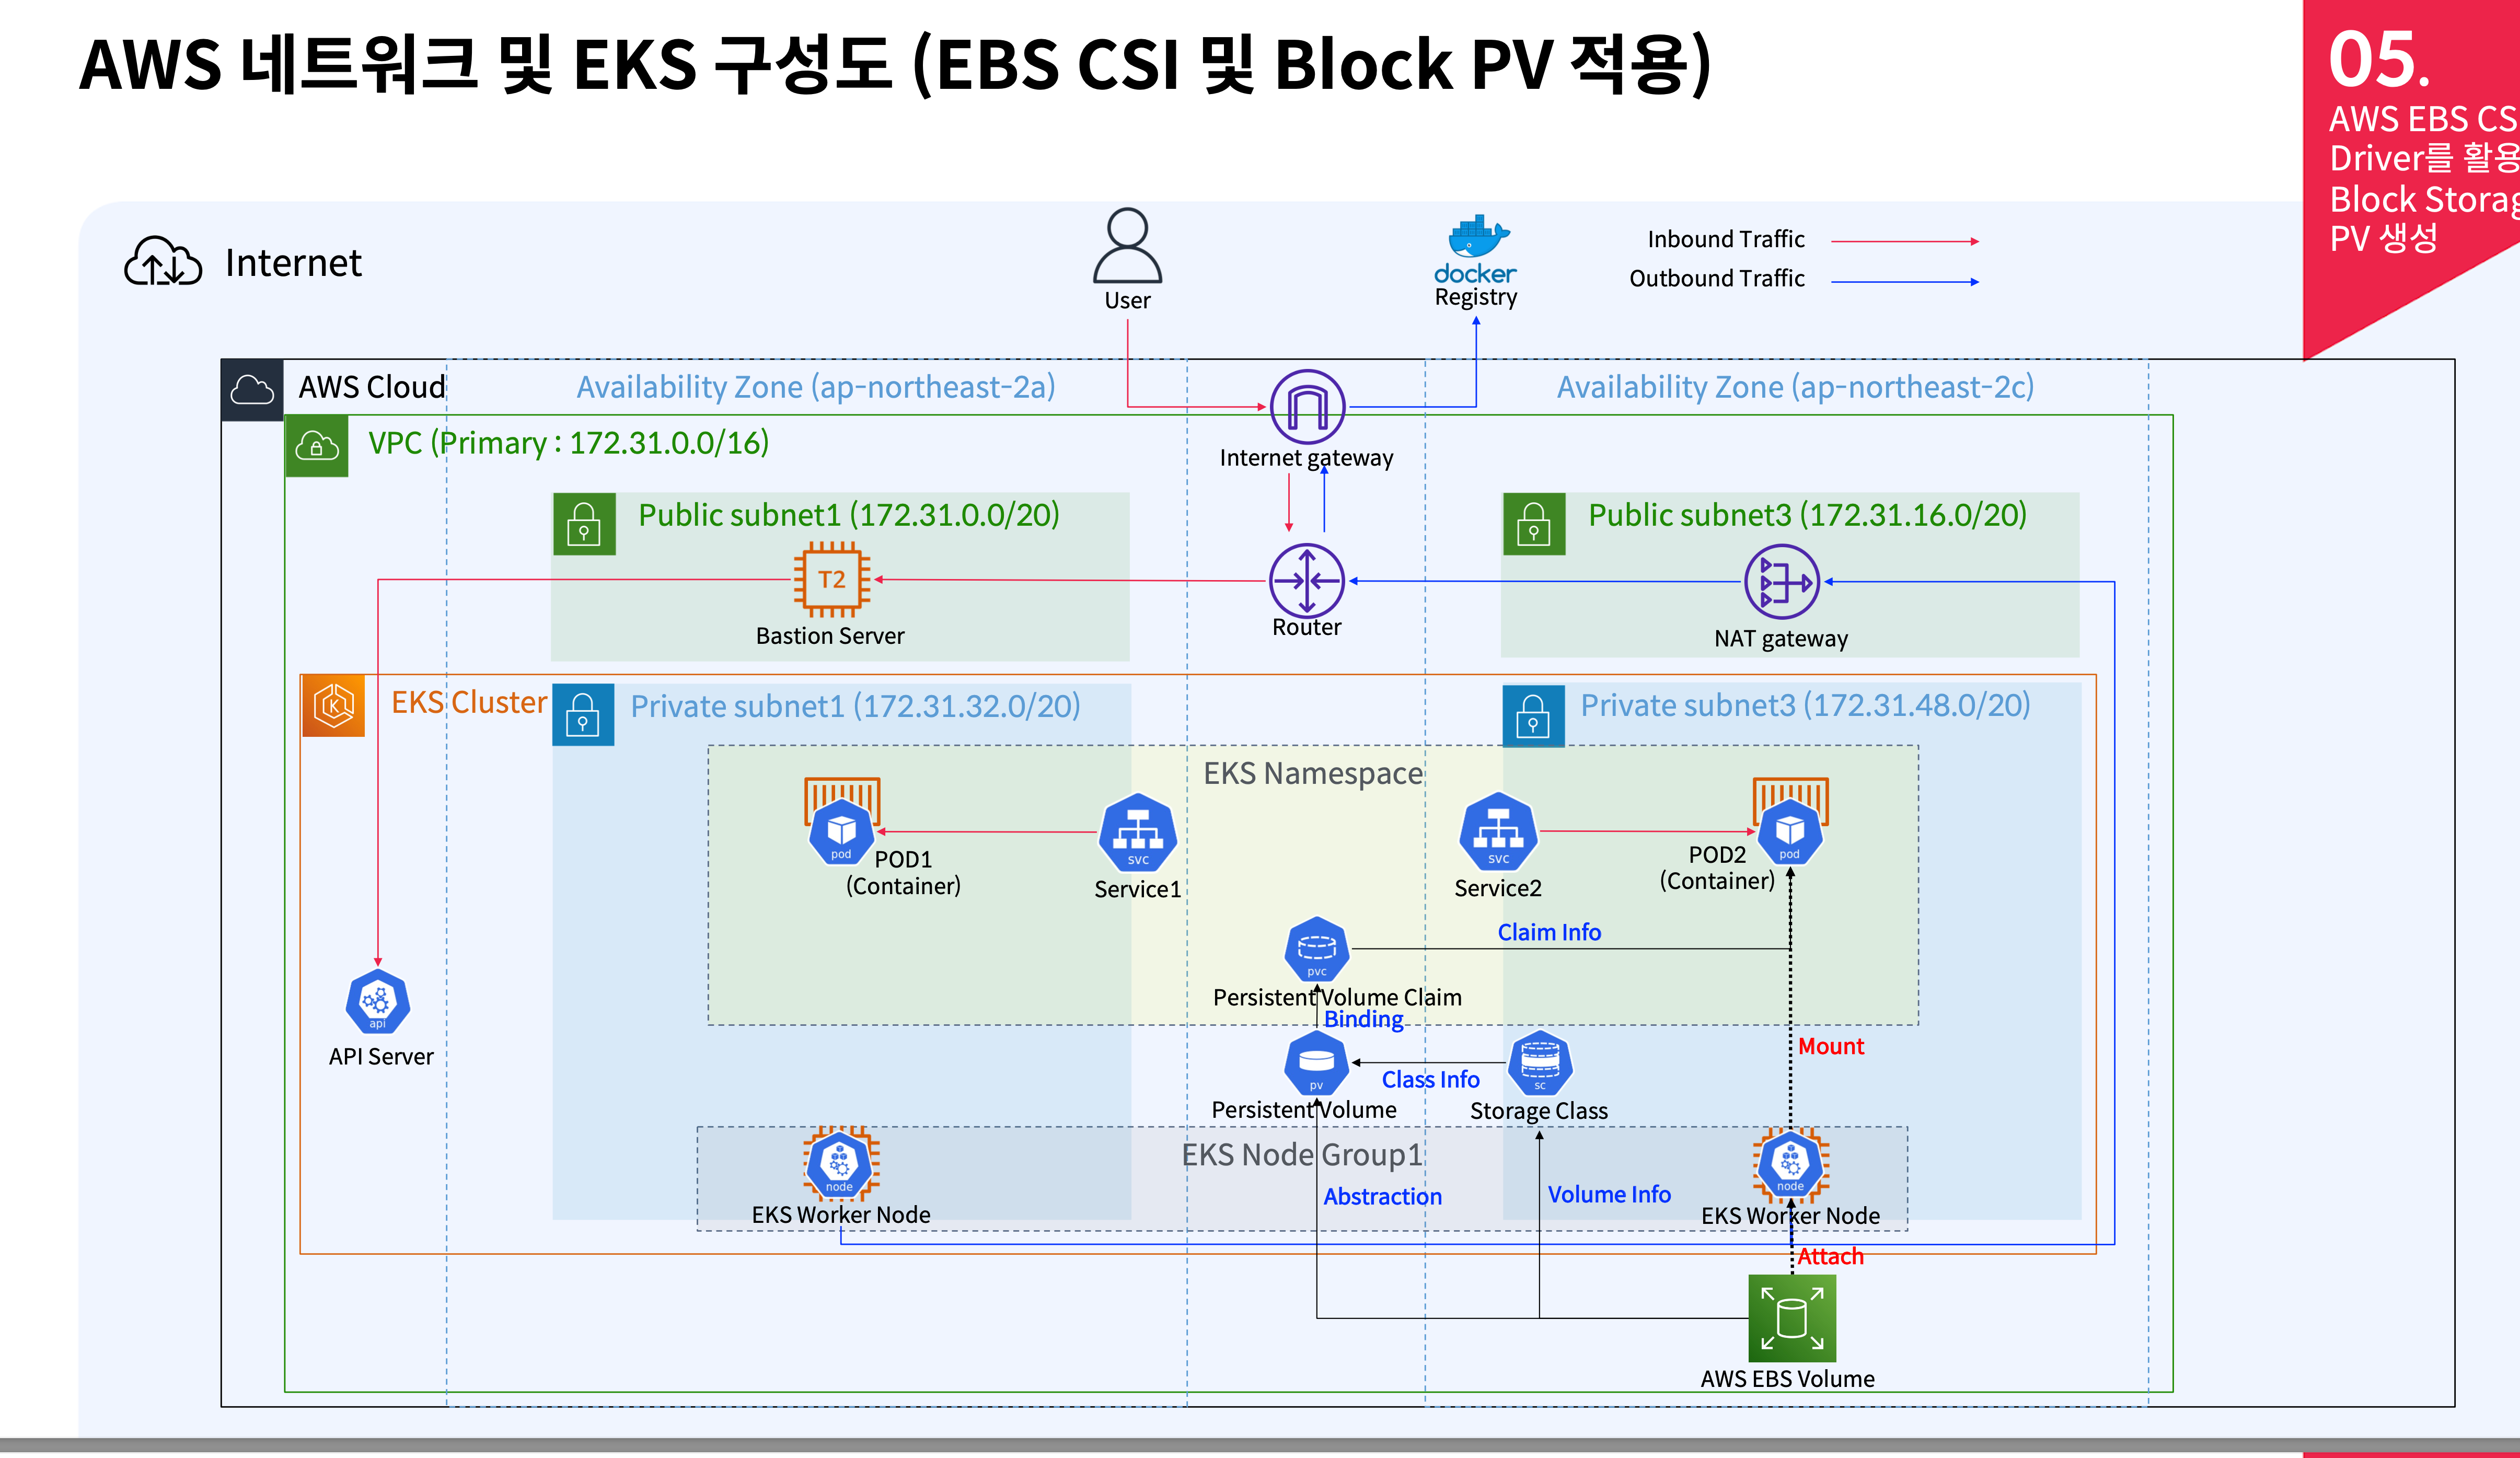 AWS 네트워크 및 EKS 구성도 (EBS CSI 및 Block PV 적용)
05.
AWS EBS CS
Driver를 활용
Block Storag
PV 생성
Internet
User
docker
Registry
Inbound Traffic
Outbound Traffic
AWS Cloud
Availability Zone (ap-northeast-2a)
Availability Zone (ap-northeast-2c)
VPC (Primary : 172.31.0.0/16)
Internet gateway
Public subnet1 (172.31.0.0/20)
Public subnet3 (172.31.16.0/20)
T2
Bastion Server
Router
NAT gateway
EKS Cluster
Private subnet1 (172.31.32.0/20)
Private subnet3 (172.31.48.0/20)
EKS Namespace
pod
POD1
(Container)
svc
Service1
svc
Service2
pod
POD2
(Container)
Claim Info
pvc
Persistent Volume Claim
Binding
api
API Server
Mount
pv
Persistent Volume
Class Info
sc
Storage Class
EKS Node Group1
node
EKS Worker Node
Abstraction
Volume Info
node
EKS Worker Node
Attach
AWS EBS Volume